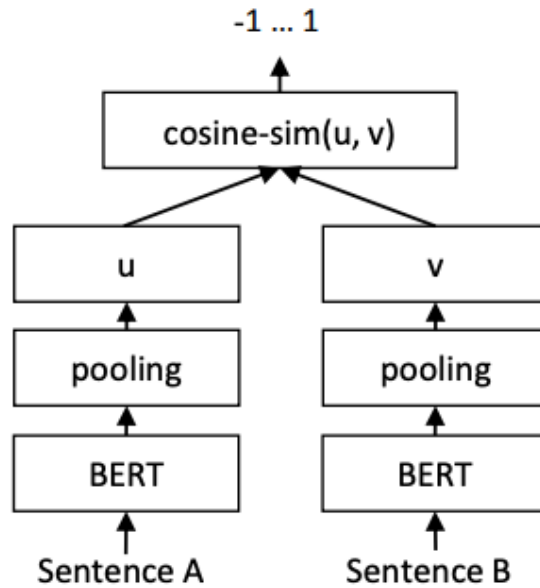 -1 … 1
cosine-sim(u, v)
u
v
pooling
pooling
BERT
BERT
Sentence A
Sentence B